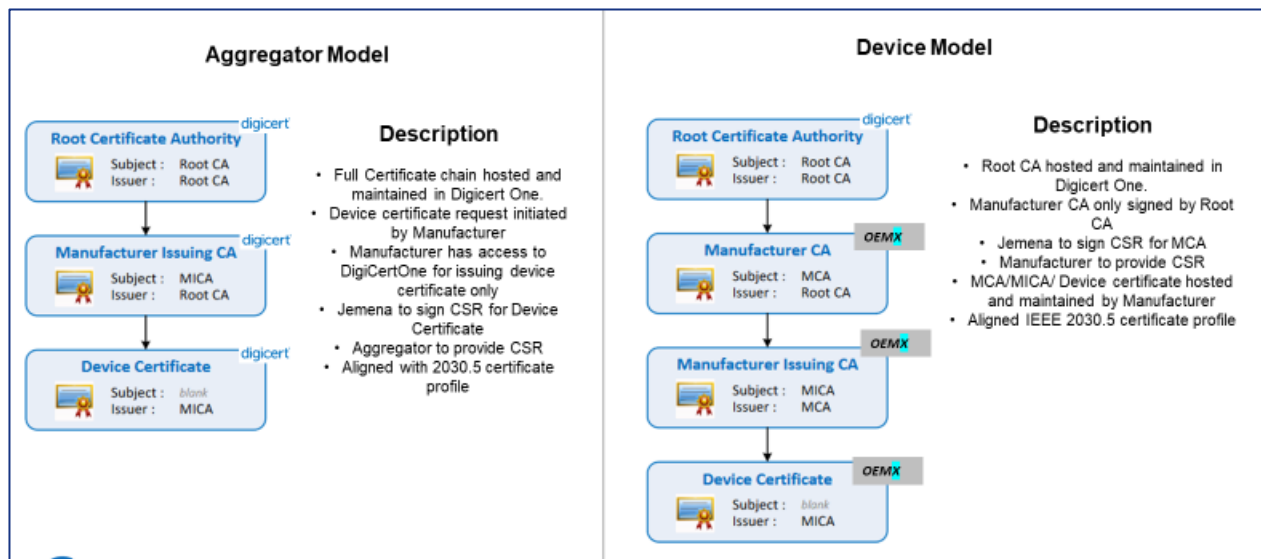 Aggregator Model
digicert
Root Certificate Authority
Subject : Root CA
Issuer : Root CA
digicert
Manufacturer Issuing CA
Subject : MICA
Issuer : Root CA
digicert
Device Certificate
Subject : blank
Issuer : MICA
Description
• Full Certificate chain hosted and
maintained in Digicert One.
• Device certificate request initiated
by Manufacturer
• Manufacturer has access to
DigiCertOne for issuing device
certificate only
• Jemena to sign CSR for Device
Certificate
• Aggregator to provide CSR
• Aligned with 2030.5 certificate
profile
Device Model
digicert
Root Certificate Authority
Subject : Root CA
Issuer : Root CA
OEMX
Manufacturer CA
Subject : MCA
Issuer : Root CA
OEMX
Manufacturer Issuing CA
Subject : MICA
Issuer : MCA
OEMX
Device Certificate
Subject : blank
Issuer : MICA
Description
• Root CA hosted and maintained in
Digicert One.
• Manufacturer CA only signed by Root
CA
• Jemena to sign CSR for MCA
• Manufacturer to provide CSR
• MCA/MICA/ Device certificate hosted
and maintained by Manufacturer
• Aligned IEEE 2030.5 certificate profile